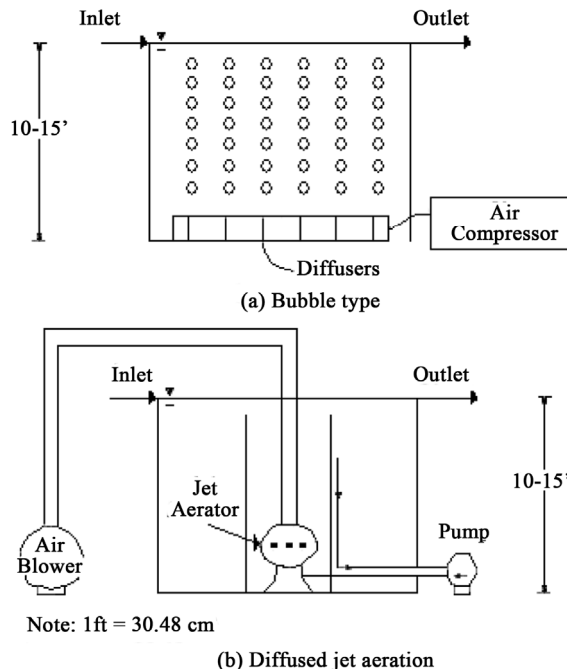 Inlet
Outlet
10-15'
Air
Compressor
Diffusers
(a) Bubble type
Inlet
Outlet
Jet
Aerator
10-15'
Air
Blower
Pump
Note: 1ft = 30.48 cm
(b) Diffused jet aeration